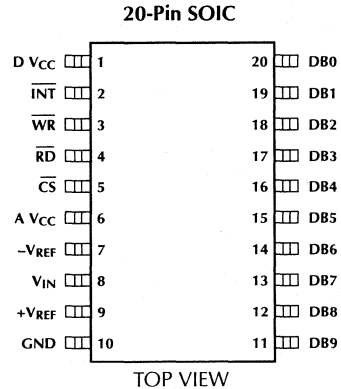 20-Pin SOIC
D VCC 1 20 DB0
INT 2 19 DB1
WR 3 18 DB2
RD 4 17 DB3
CS 5 16 DB4
A VCC 6 15 DB5
–VREF 7 14 DB6
VIN 8 13 DB7
+VREF 9 12 DB8
GND 10 11 DB9
TOP VIEW